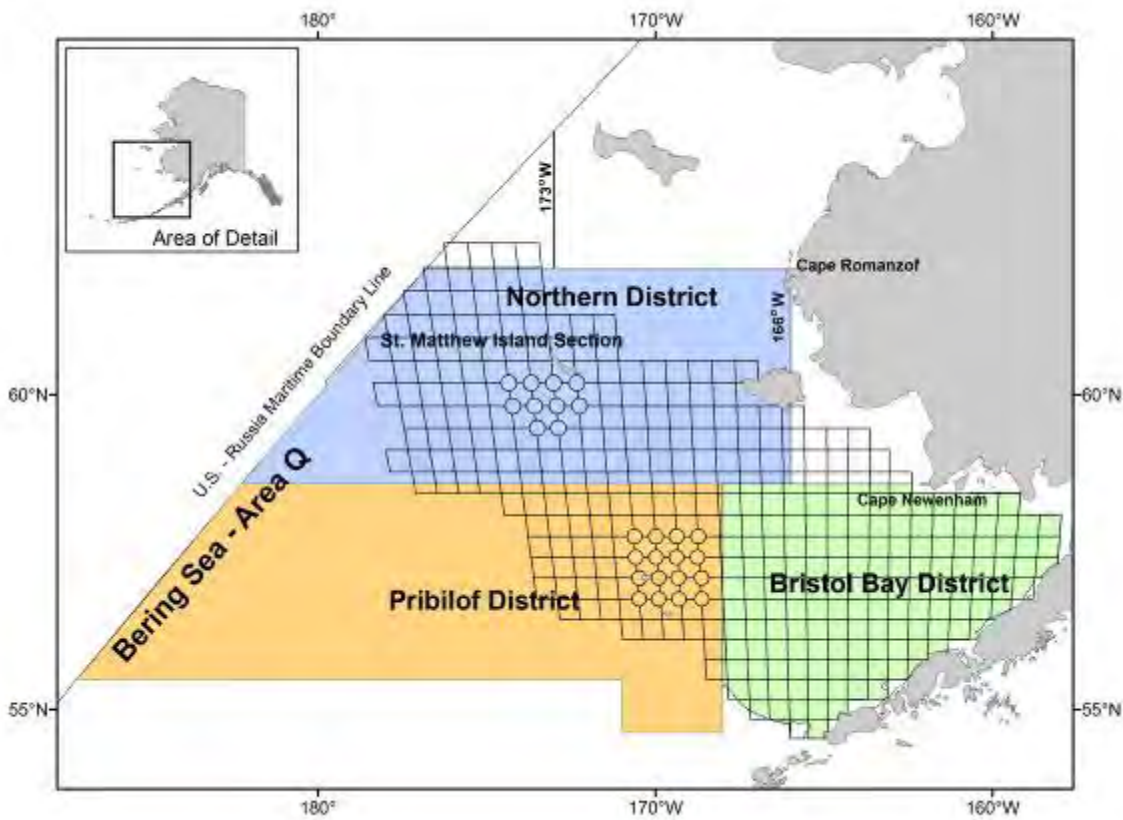 180°
170°W
160°W
Area of Detail
173°W
Cape Romanzof
Northern District
166°W
U.S. - Russia Maritime Boundary Line
St. Matthew Island Section
60°N
60°N
Bering Sea - Area Q
Cape Newenham
Pribilof District
Bristol Bay District
55°N
55°N
180°
170°W
160°W